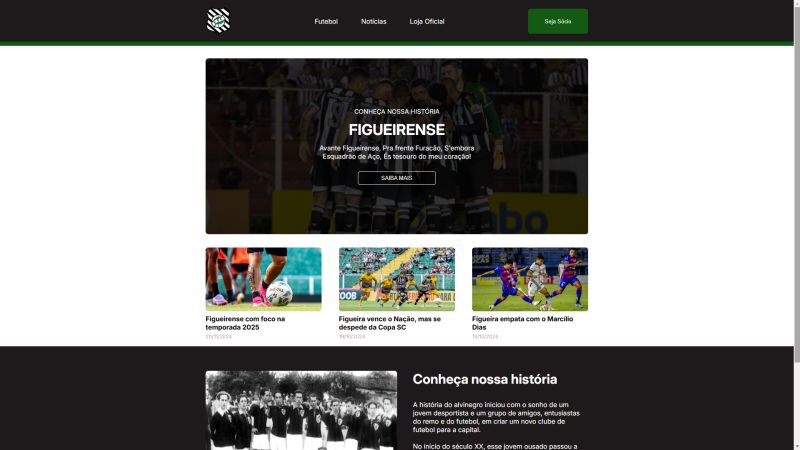 Futebol Notícias Loja Oficial Seja Sócio
CONHEÇA NOSSA HISTÓRIA
FIGUEIRENSE
Avante Figueirense, Pra frente Furacão, S'embora
Esquadrão de Aço, És tesouro do meu coração!
SAIBA MAIS
Figueirense com foco na
temporada 2025
20/15/2024
Figueira vence o Nação, mas se
despede da Copa SC
19/10/2024
Figueira empata com o Marcílio
Dias
15/10/2024
Conheça nossa história
A história do alvinegro iniciou com o sonho de um
jovem desportista e um grupo de amigos, entusiastas
do remo e do futebol, em criar um novo clube de
futebol para a capital.
No início do século XX, esse jovem ousado passou a